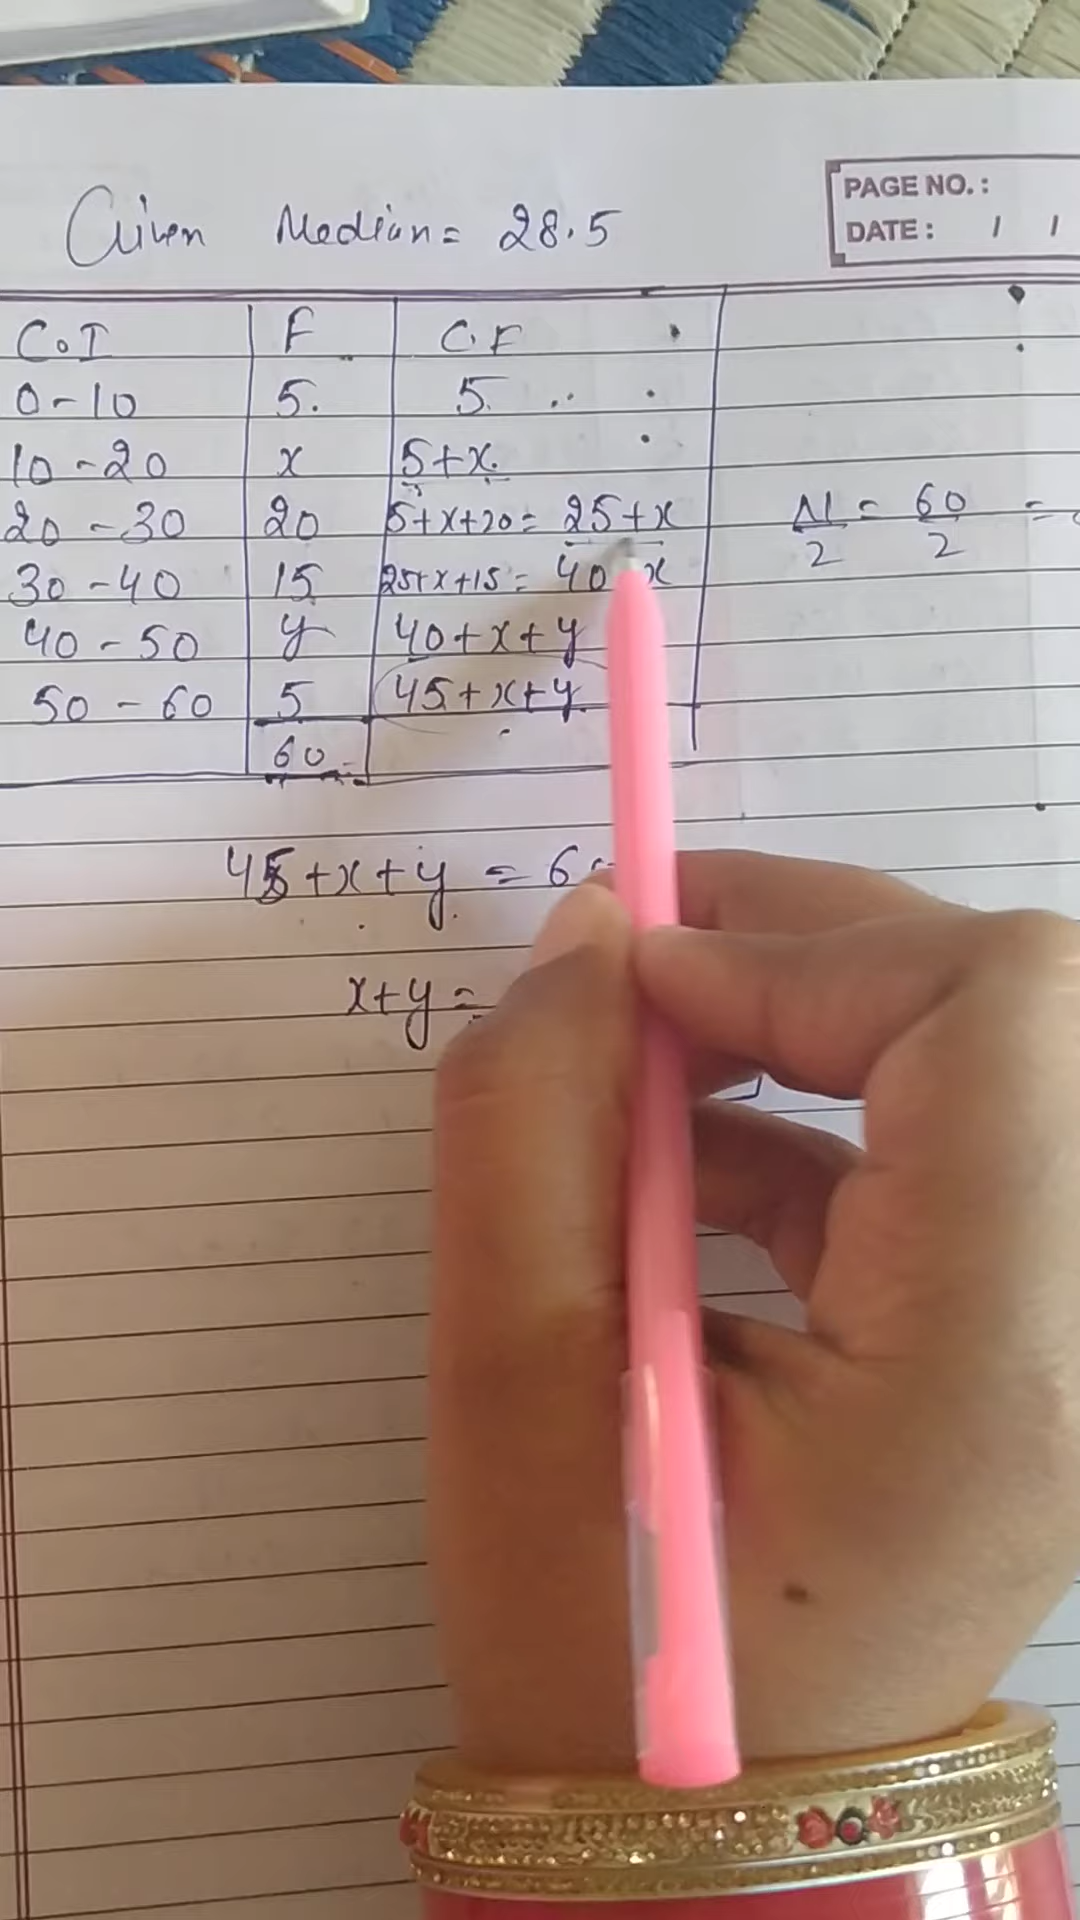 PAGE NO. :
DATE : / /
Given Median = 28.5
C.I F C.F
0-10 5. 5
10-20 x 5+x
20-30 20 5+x+20= 25+x N/2 = 60/2 =
30-40 15 25+x+15= 40 x
40-50 y 40+x+y
50-60 5 45+x+y
60
45+x+y = 60
x+y =